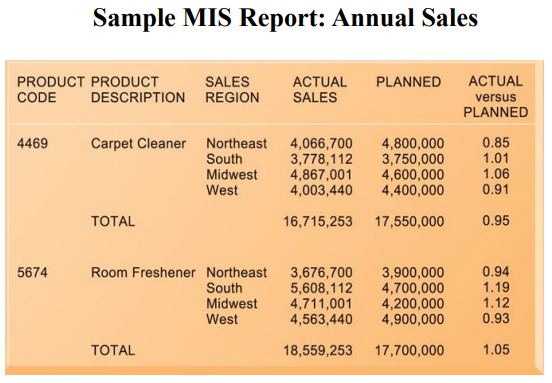 Sample MIS Report: Annual Sales
PRODUCT PRODUCT SALES ACTUAL PLANNED ACTUAL
CODE DESCRIPTION REGION SALES versus
PLANNED
4469 Carpet Cleaner Northeast 4,066,700 4,800,000 0.85
South 3,778,112 3,750,000 1.01
Midwest 4,867,001 4,600,000 1.06
West 4,003,440 4,400,000 0.91
TOTAL 16,715,253 17,550,000 0.95
5674 Room Freshener Northeast 3,676,700 3,900,000 0.94
South 5,608,112 4,700,000 1.19
Midwest 4,711,001 4,200,000 1.12
West 4,563,440 4,900,000 0.93
TOTAL 18,559,253 17,700,000 1.05